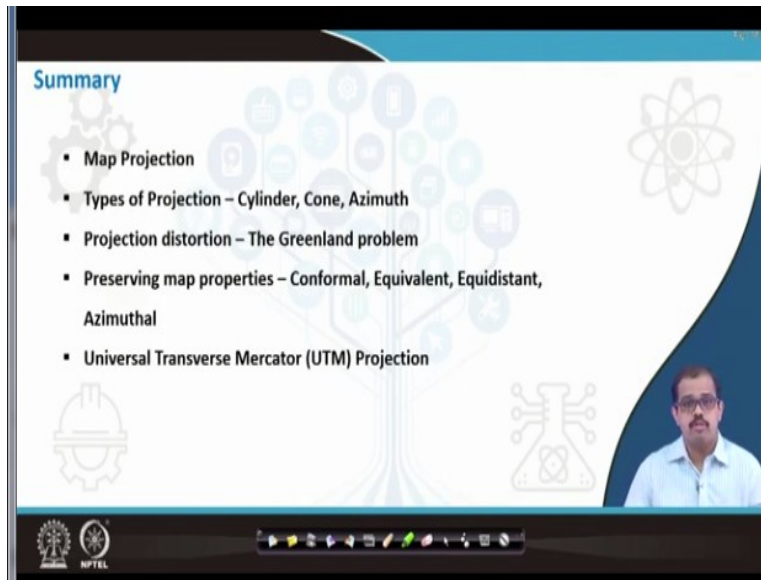 Summary
▪ Map Projection
▪ Types of Projection – Cylinder, Cone, Azimuth
▪ Projection distortion – The Greenland problem
▪ Preserving map properties – Conformal, Equivalent, Equidistant,
Azimuthal
▪ Universal Transverse Mercator (UTM) Projection
NPTEL